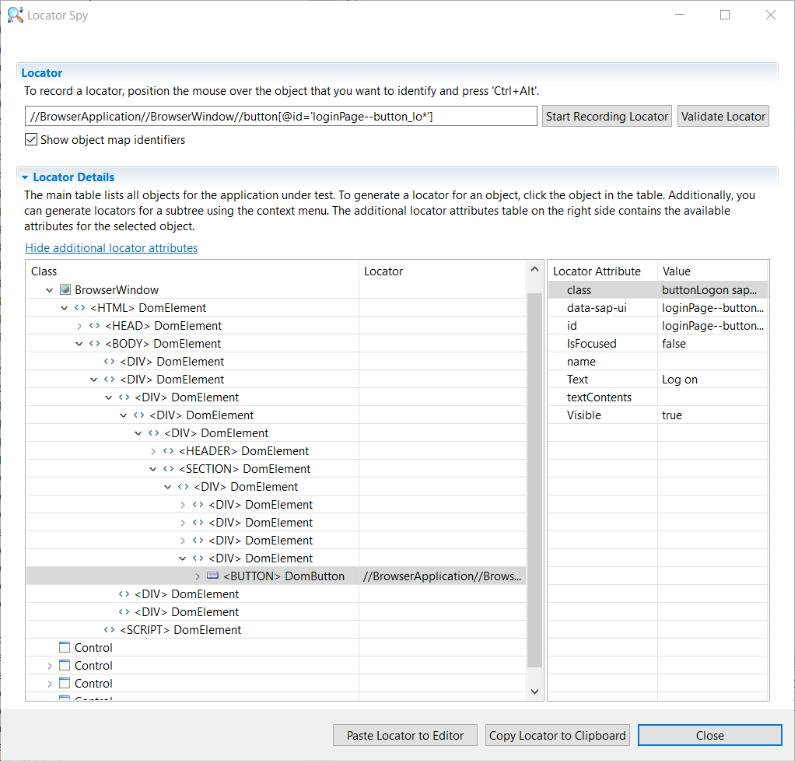 Locator Spy
Locator
To record a locator, position the mouse over the object that you want to identify and press 'Ctrl+Alt'.
//BrowserApplication//BrowserWindow//button[@id='loginPage--button_lo*']
Start Recording Locator
Validate Locator
Show object map identifiers
Locator Details
The main table lists all objects for the application under test. To generate a locator for an object, click the object in the table. Additionally, you
can generate locators for a subtree using the context menu. The additional locator attributes table on the right side contains the available
attributes for the selected object.
Hide additional locator attributes
Class Locator
BrowserWindow
<HTML> DomElement
<HEAD> DomElement
<BODY> DomElement
<DIV> DomElement
<DIV> DomElement
<DIV> DomElement
<DIV> DomElement
<DIV> DomElement
<HEADER> DomElement
<SECTION> DomElement
<DIV> DomElement
<DIV> DomElement
<DIV> DomElement
<DIV> DomElement
<DIV> DomElement
<BUTTON> DomButton //BrowserApplication//Brows...
<DIV> DomElement
<DIV> DomElement
<SCRIPT> DomElement
Control
Control
Control
Locator Attribute Value
class buttonLogon sap...
data-sap-ui loginPage--button...
id loginPage--button...
IsFocused false
name
Text Log on
textContents
Visible true
Paste Locator to Editor
Copy Locator to Clipboard
Close